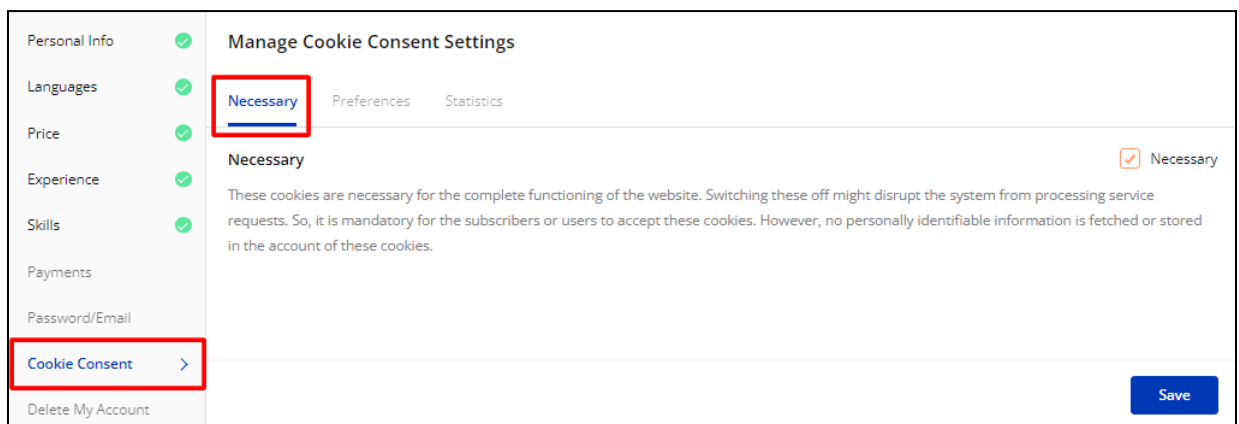 Personal Info
Languages
Price
Experience
Skills
Payments
Password/Email
Cookie Consent
Delete My Account
Manage Cookie Consent Settings
Necessary Preferences Statistics
Necessary
Necessary
These cookies are necessary for the complete functioning of the website. Switching these off might disrupt the system from processing service
requests. So, it is mandatory for the subscribers or users to accept these cookies. However, no personally identifiable information is fetched or stored
in the account of these cookies.
Save